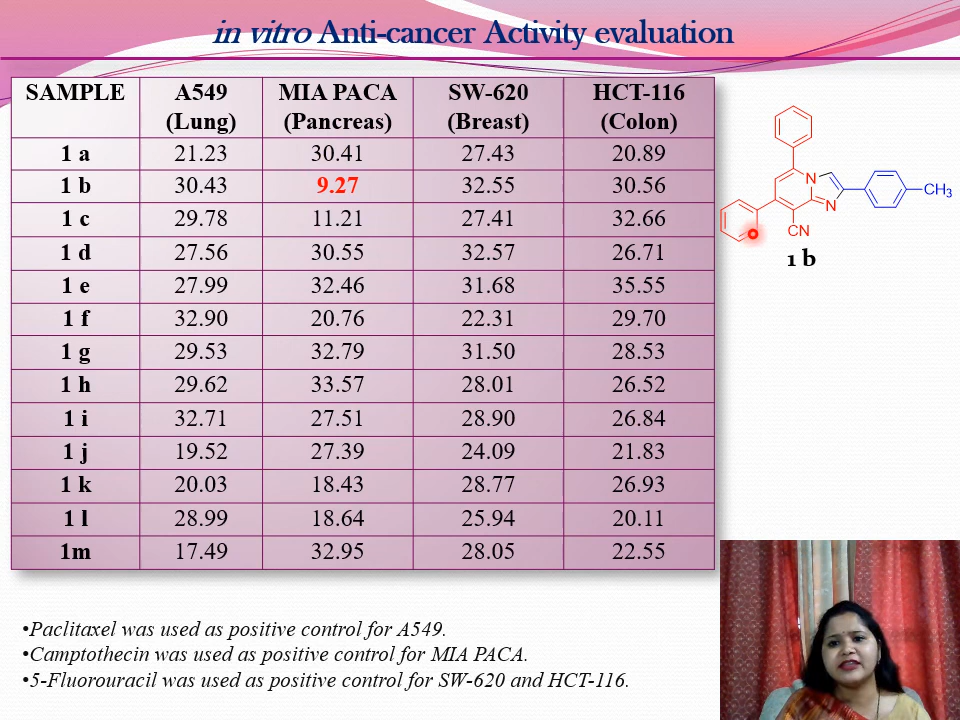 in vitro Anti-cancer Activity evaluation
SAMPLE A549 (Lung) MIA PACA (Pancreas) SW-620 (Breast) HCT-116 (Colon)
1 a 21.23 30.41 27.43 20.89
1 b 30.43 9.27 32.55 30.56
1 c 29.78 11.21 27.41 32.66
1 d 27.56 30.55 32.57 26.71
1 e 27.99 32.46 31.68 35.55
1 f 32.90 20.76 22.31 29.70
1 g 29.53 32.79 31.50 28.53
1 h 29.62 33.57 28.01 26.52
1 i 32.71 27.51 28.90 26.84
1 j 19.52 27.39 24.09 21.83
1 k 20.03 18.43 28.77 26.93
1 l 28.99 18.64 25.94 20.11
1m 17.49 32.95 28.05 22.55
N
CH3
N
CN
1 b
•Paclitaxel was used as positive control for A549.
•Camptothecin was used as positive control for MIA PACA.
•5-Fluorouracil was used as positive control for SW-620 and HCT-116.